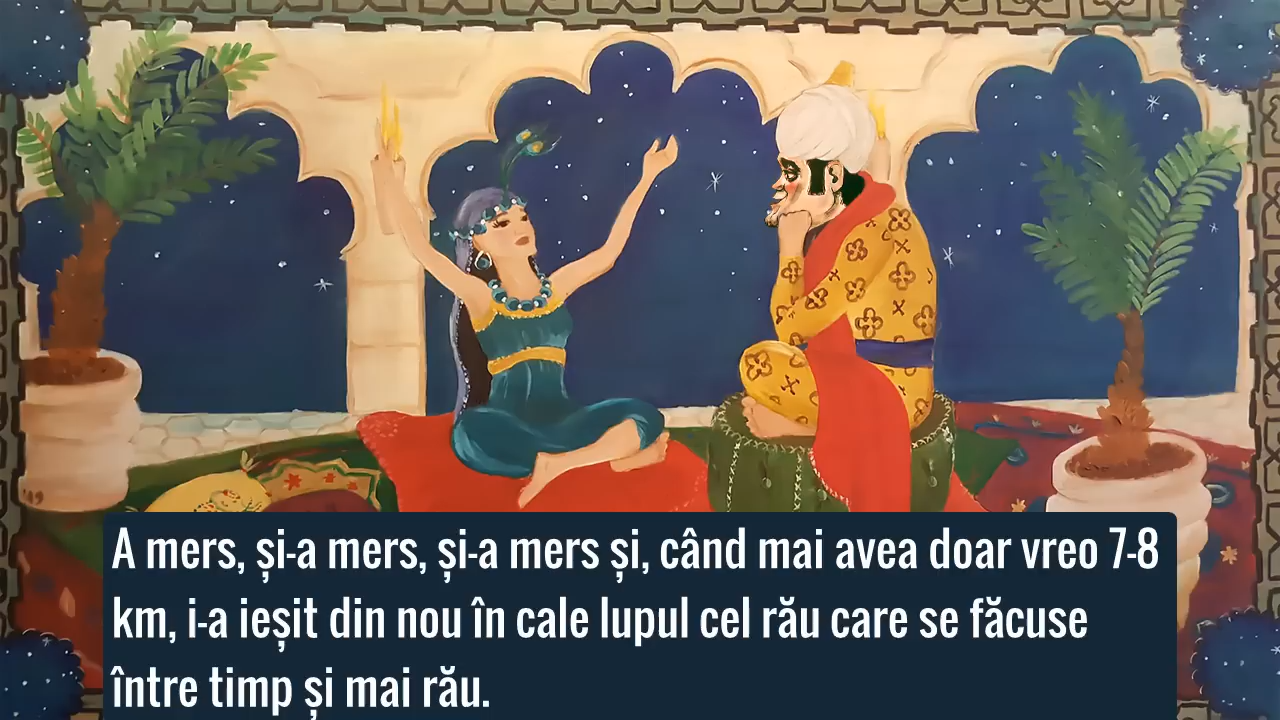 A mers, și-a mers, și-a mers și, când mai avea doar vreo 7-8
km, i-a ieșit din nou în cale lupul cel rău care se făcuse
între timp și mai rău.